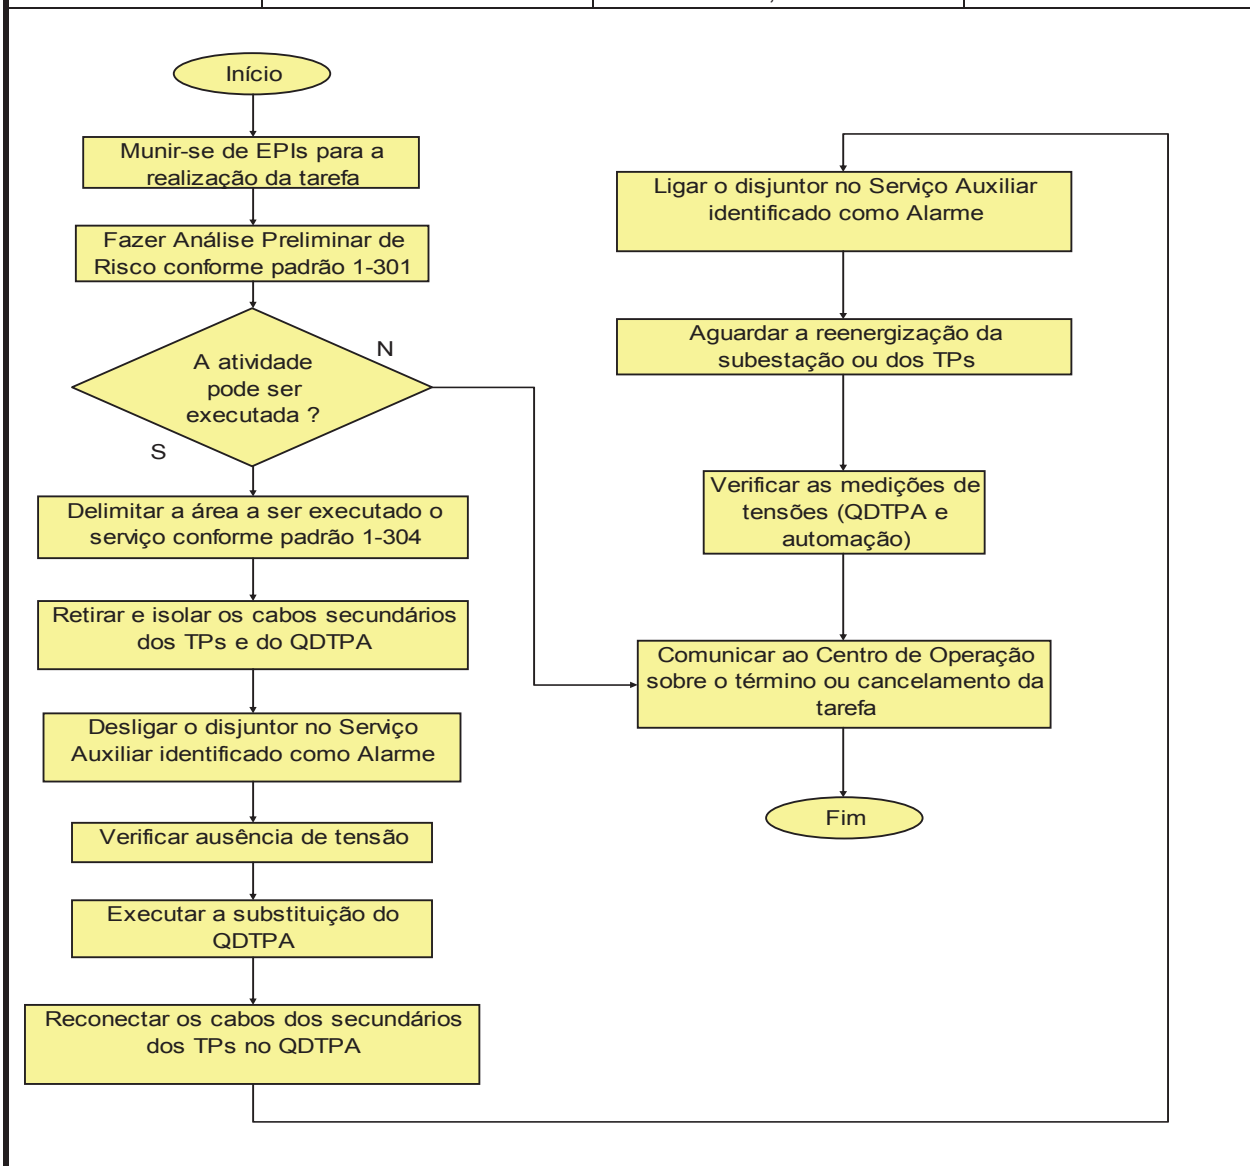 Início
Munir-se de EPIs para a
realização da tarefa
Fazer Análise Preliminar de
Risco conforme padrão 1-301
A atividade
pode ser
executada ?
N
S
Delimitar a área a ser executado o
serviço conforme padrão 1-304
Retirar e isolar os cabos secundários
dos TPs e do QDTPA
Desligar o disjuntor no Serviço
Auxiliar identificado como Alarme
Verificar ausência de tensão
Executar a substituição do
QDTPA
Reconectar os cabos dos secundários
dos TPs no QDTPA
Ligar o disjuntor no Serviço Auxiliar
identificado como Alarme
Aguardar a reenergização da
subestação ou dos TPs
Verificar as medições de
tensões (QDTPA e
automação)
Comunicar ao Centro de Operação
sobre o término ou cancelamento da
tarefa
Fim